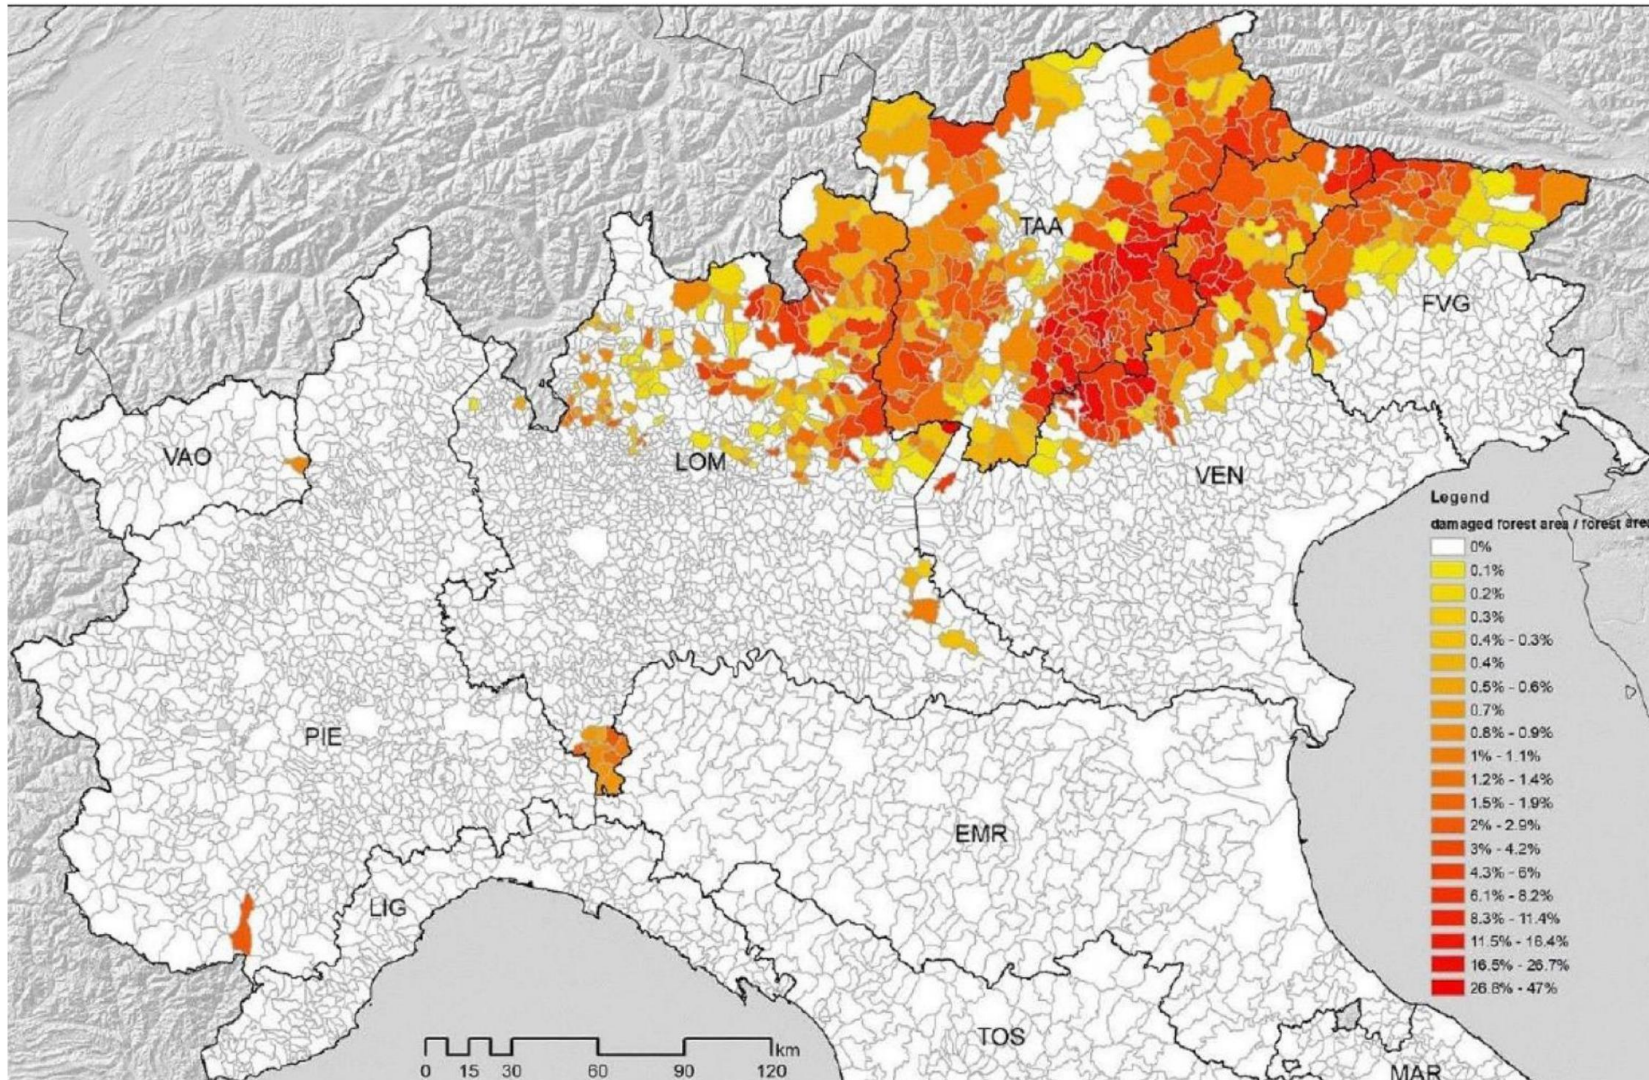 TAA
FVG
VAO
LOM
VEN
Legend
damaged forest area / forest area
0%
0.1%
0.2%
0.3%
0.4% - 0.3%
0.4%
0.5% - 0.6%
0.7%
0.8% - 0.9%
1% - 1.1%
1.2% - 1.4%
1.5% - 1.9%
2% - 2.9%
3% - 4.2%
4.3% - 6%
6.1% - 8.2%
8.3% - 11.4%
11.5% - 16.4%
16.5% - 26.7%
26.8% - 47%
PIE
EMR
LIG
TOS
MAR
km
0 15 30 60 90 120